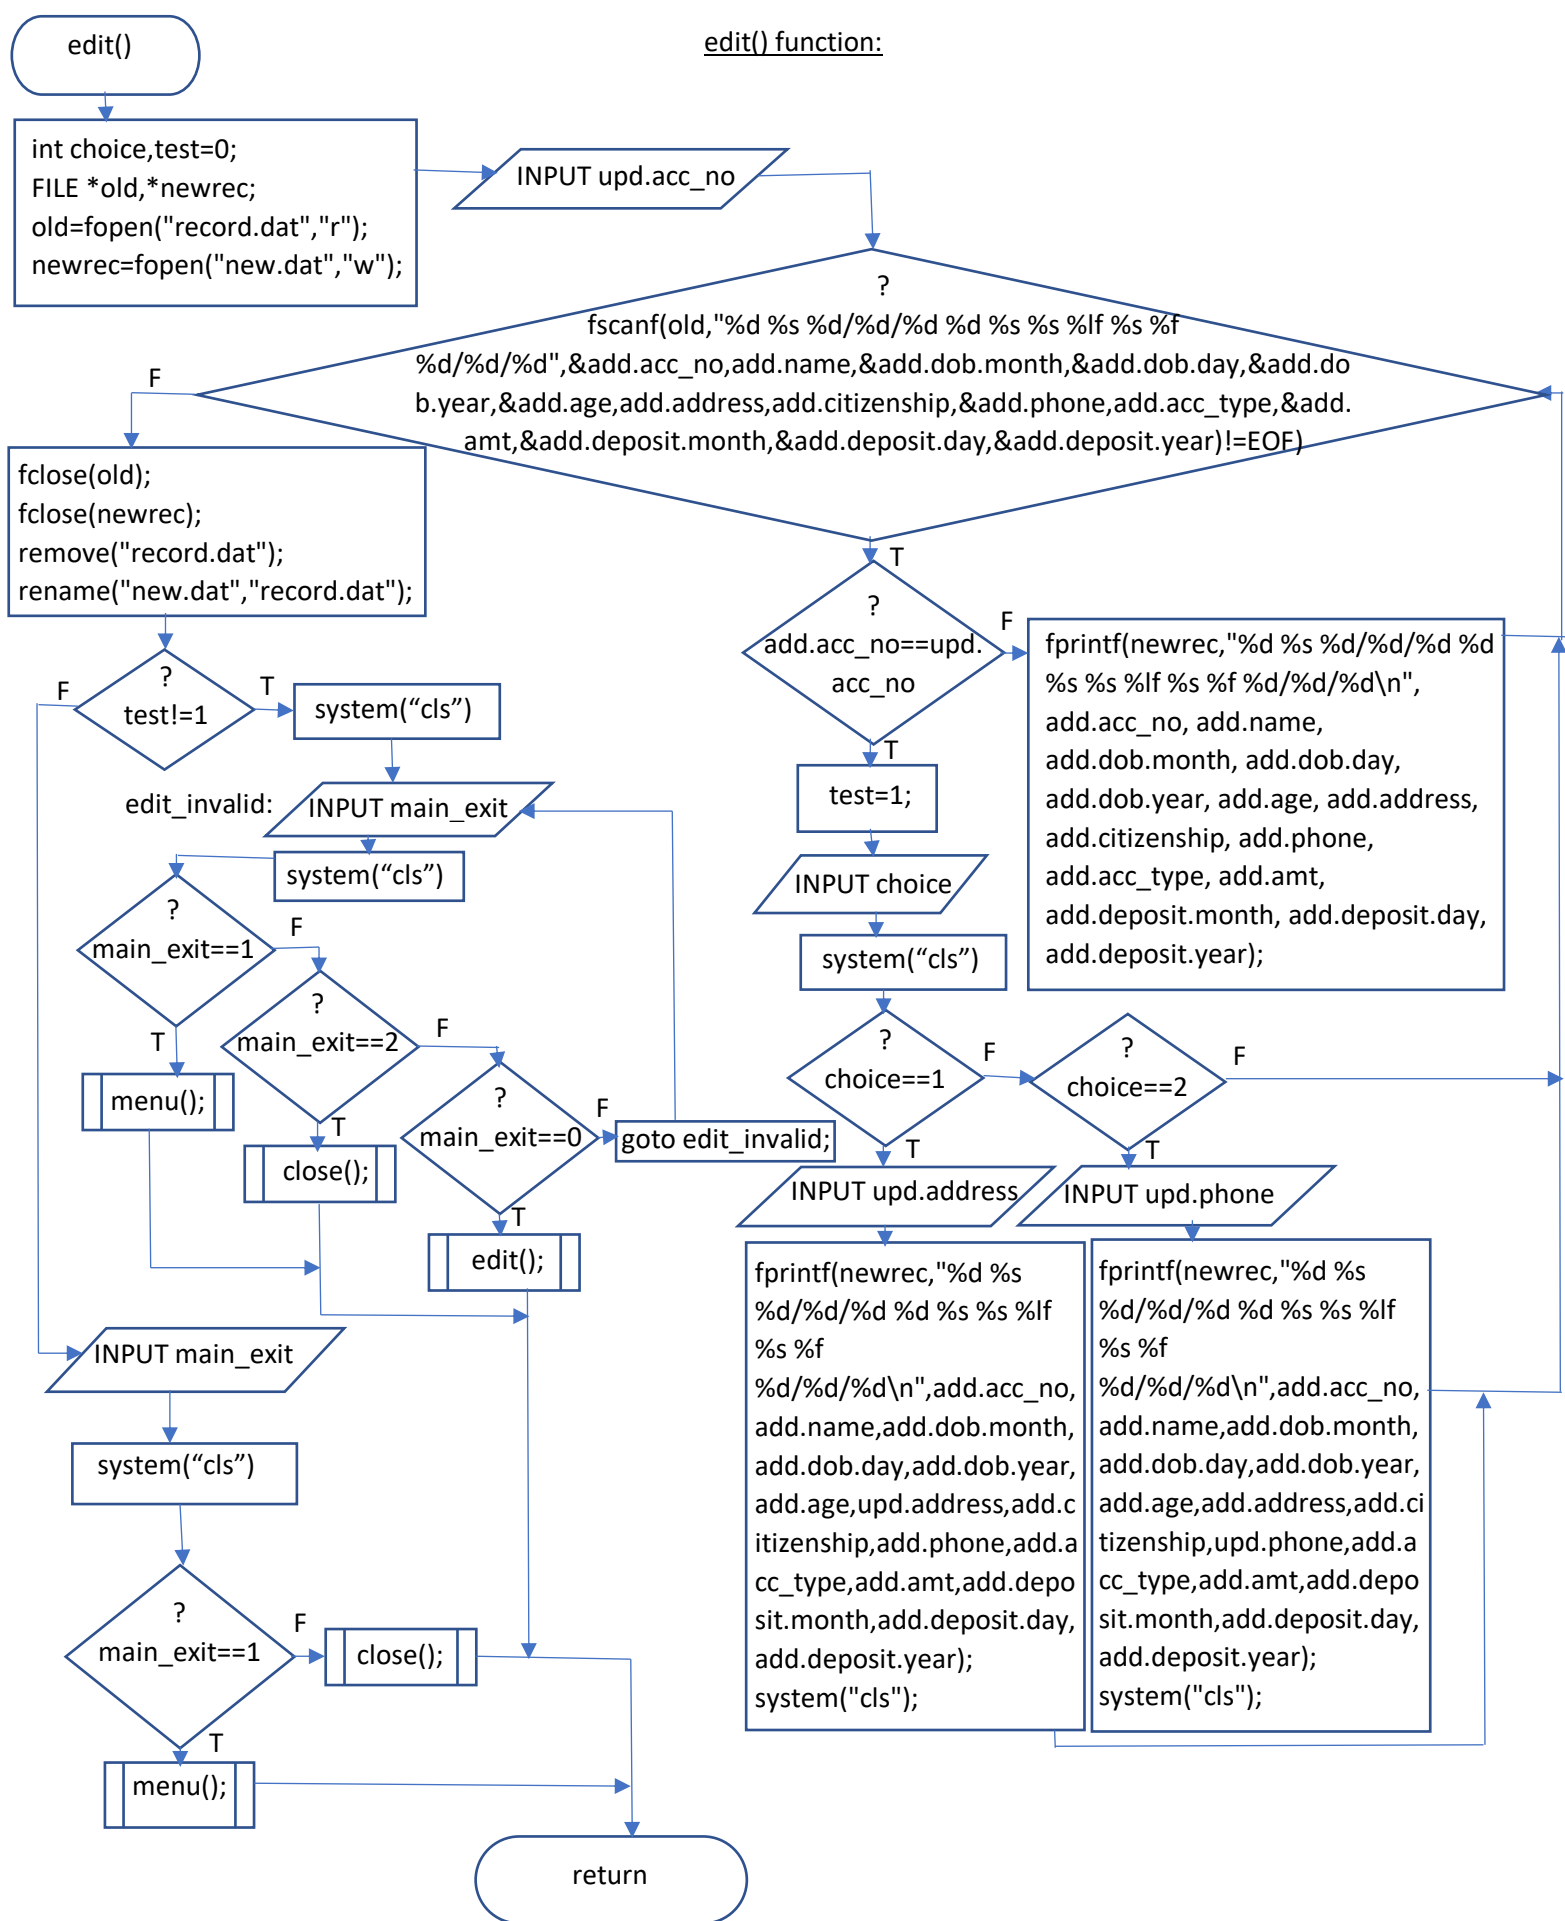 edit()
edit() function:
int choice,test=0;
FILE *old,*newrec;
old=fopen("record.dat","r");
newrec=fopen("new.dat","w");
INPUT upd.acc_no
?
fscanf(old,"%d %s %d/%d/%d %d %s %s %lf %s %f
%d/%d/%d",&add.acc_no,add.name,&add.dob.month,&add.dob.day,&add.do
b.year,&add.age,add.address,add.citizenship,&add.phone,add.acc_type,&add.
amt,&add.deposit.month,&add.deposit.day,&add.deposit.year)!=EOF)
F
T
fclose(old);
fclose(newrec);
remove("record.dat");
rename("new.dat","record.dat");
?
add.acc_no==upd.
acc_no
F
T
fprintf(newrec,"%d %s %d/%d/%d %d
%s %s %lf %s %f %d/%d/%d\n",
add.acc_no, add.name,
add.dob.month, add.dob.day,
add.dob.year, add.age, add.address,
add.citizenship, add.phone,
add.acc_type, add.amt,
add.deposit.month, add.deposit.day,
add.deposit.year);
?
test!=1
F
T
system(“cls”)
edit_invalid:
INPUT main_exit
system(“cls”)
?
main_exit==1
F
T
menu();
?
main_exit==2
F
T
close();
?
main_exit==0
F
T
goto edit_invalid;
edit();
test=1;
INPUT choice
system(“cls”)
?
choice==1
F
T
?
choice==2
F
T
INPUT upd.address
INPUT upd.phone
fprintf(newrec,"%d %s
%d/%d/%d %d %s %s %lf
%s %f
%d/%d/%d\n",add.acc_no,
add.name,add.dob.month,
add.dob.day,add.dob.year,
add.age,upd.address,add.c
itizenship,add.phone,add.a
cc_type,add.amt,add.depo
sit.month,add.deposit.day,
add.deposit.year);
system("cls");
fprintf(newrec,"%d %s
%d/%d/%d %d %s %s %lf
%s %f
%d/%d/%d\n",add.acc_no,
add.name,add.dob.month,
add.dob.day,add.dob.year,
add.age,add.address,add.ci
tizenship,upd.phone,add.a
cc_type,add.amt,add.depo
sit.month,add.deposit.day,
add.deposit.year);
system("cls");
INPUT main_exit
system(“cls”)
?
main_exit==1
F
T
close();
menu();
return